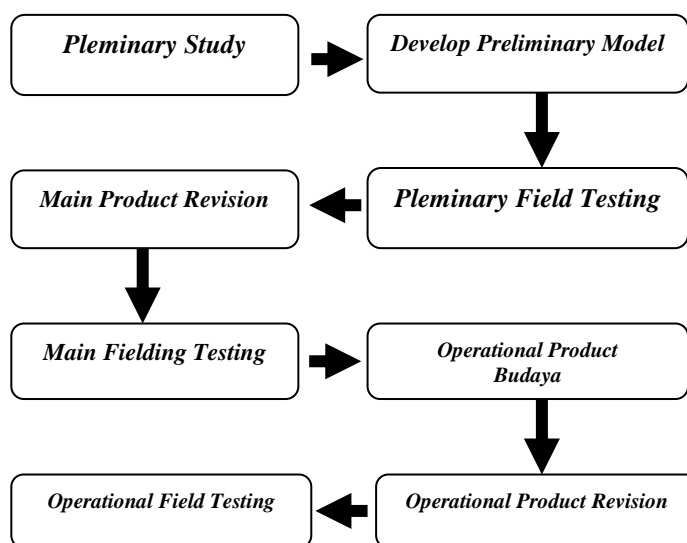 Pleminary Study
Develop Preliminary Model
Pleminary Field Testing
Main Product Revision
Main Fielding Testing
Operational Product
Budaya
Operational Product Revision
Operational Field Testing